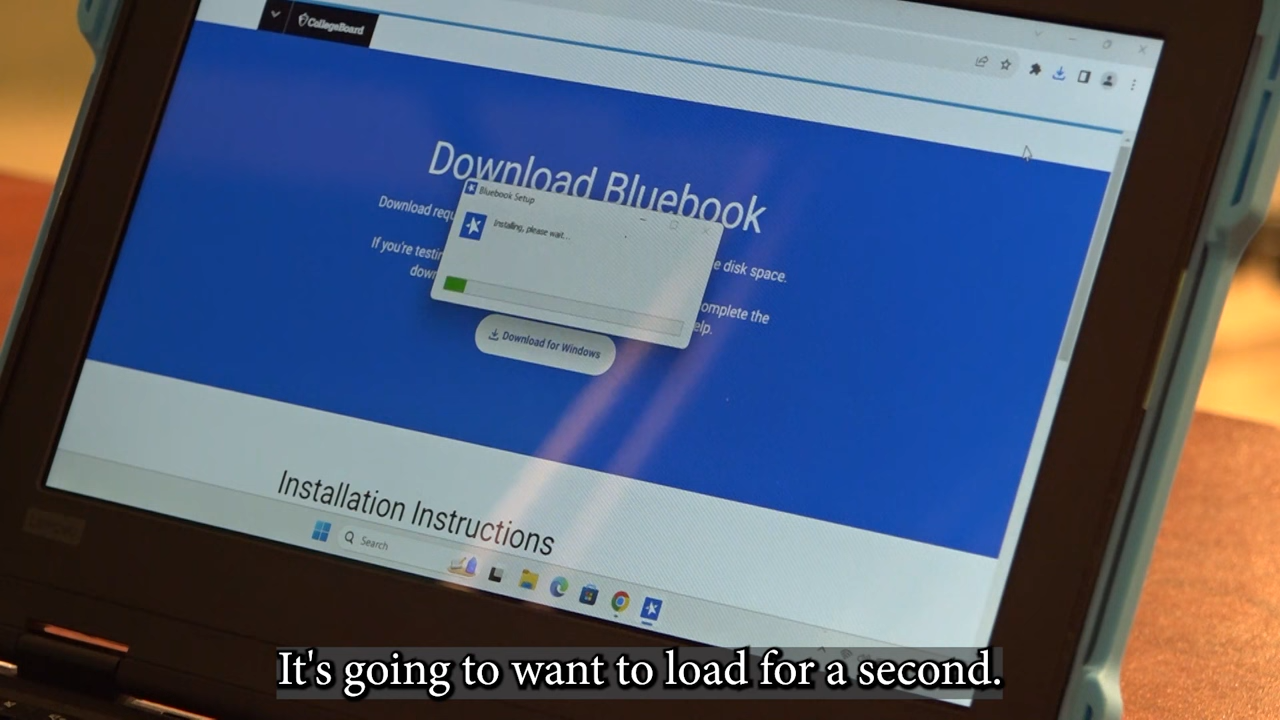 CollegeBoard
Download Bluebook
Bluebook Setup
Download requ
Installing, please wait...
e disk space.
If you're testin
down
omplete the
elp.
Download for Windows
Installation Instructions
Search
It's going to want to load for a second.